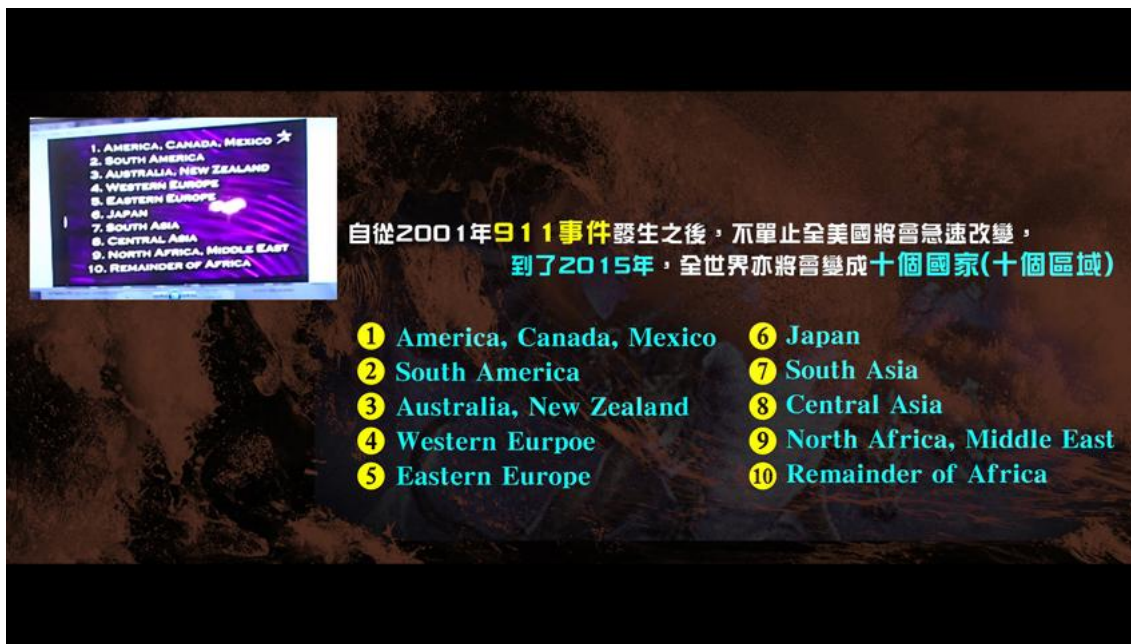 1. AMERICA, CANADA, MEXICO
2. SOUTH AMERICA
3. AUSTRALIA, NEW ZEALAND
4. WESTERN EUROPE
5. EASTERN EUROPE
6. JAPAN
7. SOUTH ASIA
8. CENTRAL ASIA
9. NORTH AFRICA, MIDDLE EAST
10. REMAINDER OF AFRICA
自從2001年911事件發生之後，不單止全美國將會急速改變，
到了2015年，全世界亦將會變成十個國家(十個區域)
1 America, Canada, Mexico
2 South America
3 Australia, New Zealand
4 Western Eurpoe
5 Eastern Europe
6 Japan
7 South Asia
8 Central Asia
9 North Africa, Middle East
10 Remainder of Africa